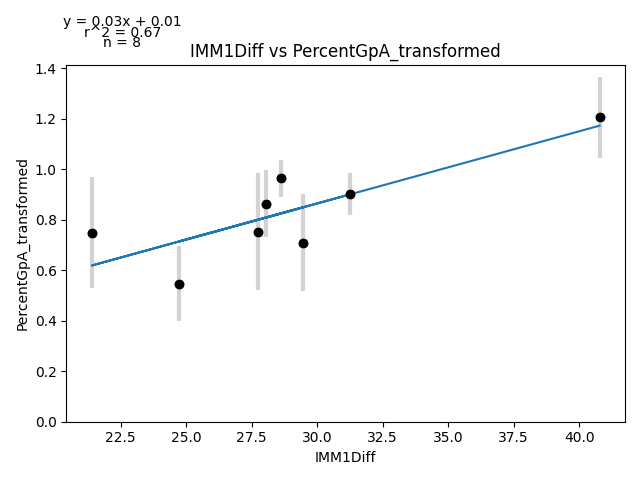 y = 0.03x + 0.01
r^2 = 0.67
n = 8
IMM1Diff vs PercentGpA_transformed
1.4
1.2
1.0
0.8
0.6
0.4
0.2
0.0
PercentGpA_transformed
22.5 25.0 27.5 30.0 32.5 35.0 37.5 40.0
IMM1Diff